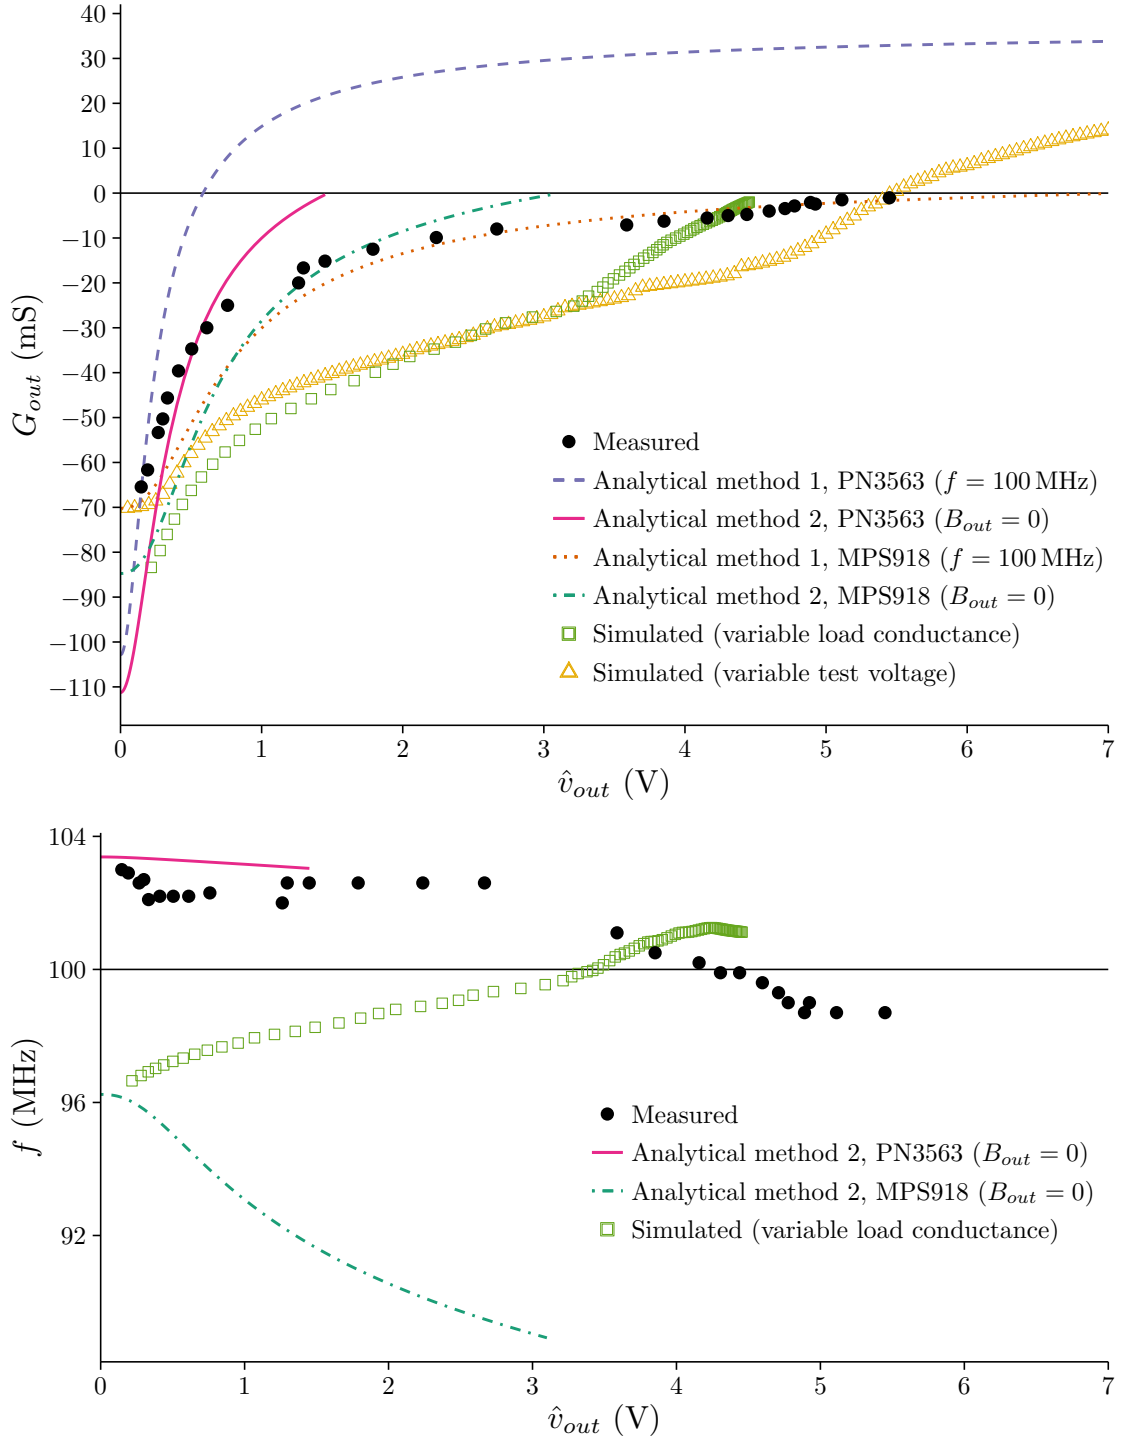 40
30
20
10
0
−10
−20
−30
−40
−50
−60
−70
−80
−90
−100
−110
G_out (mS)
Measured
Analytical method 1, PN3563 (f = 100 MHz)
Analytical method 2, PN3563 (B_out = 0)
Analytical method 1, MPS918 (f = 100 MHz)
Analytical method 2, MPS918 (B_out = 0)
Simulated (variable load conductance)
Simulated (variable test voltage)
0 1 2 3 4 5 6 7
v̂_out (V)
104
100
96
92
f (MHz)
Measured
Analytical method 2, PN3563 (B_out = 0)
Analytical method 2, MPS918 (B_out = 0)
Simulated (variable load conductance)
0 1 2 3 4 5 6 7
v̂_out (V)